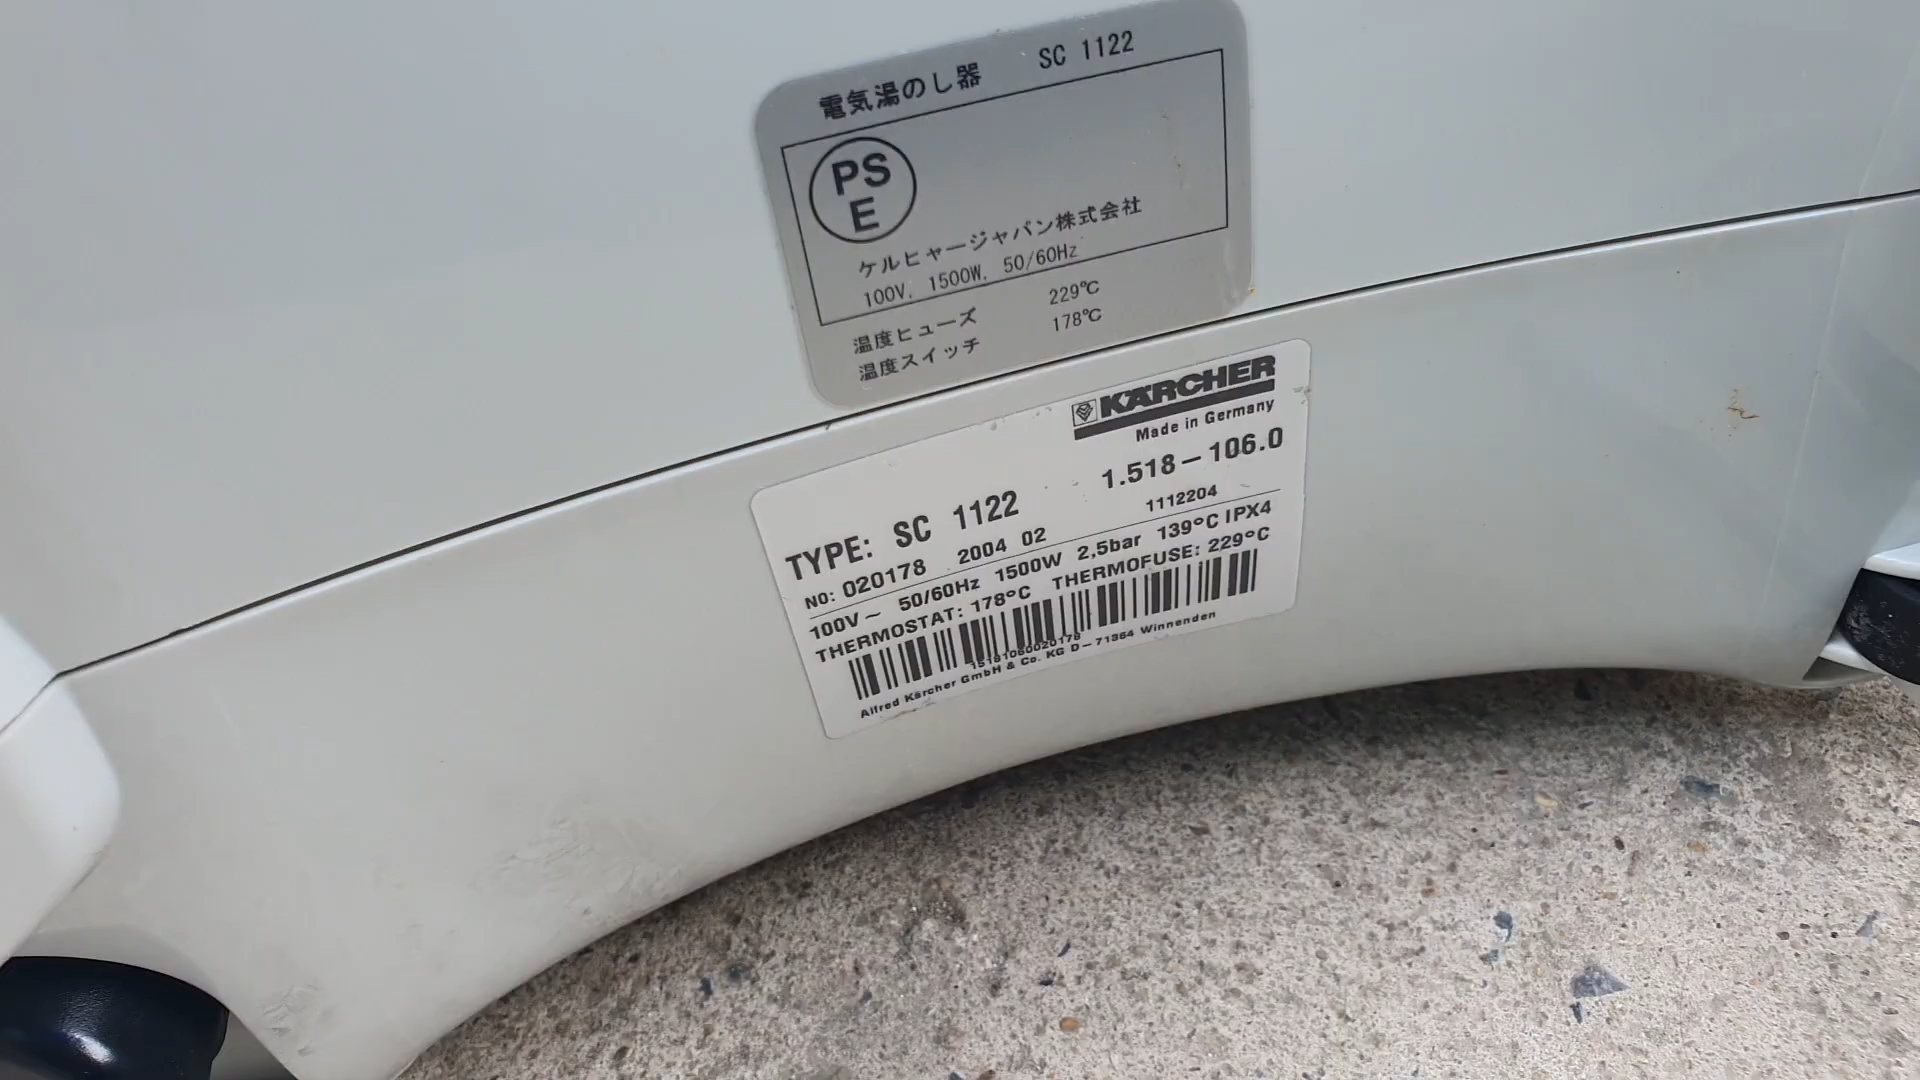 電気湯のし器 SC 1122
PS
E
ケルヒャージャパン株式会社
100V, 1500W, 50/60Hz
温度ヒューズ 229℃
温度スイッチ 178℃
KÄRCHER
Made in Germany
TYPE: SC 1122 1.518-106.0
NO: 020178 2004 02 1112204
100V~ 50/60Hz 1500W 2,5bar 139°C IPX4
THERMOSTAT: 178°C THERMOFUSE: 229°C
15181060020178
Alfred Kärcher GmbH & Co. KG D-71364 Winnenden